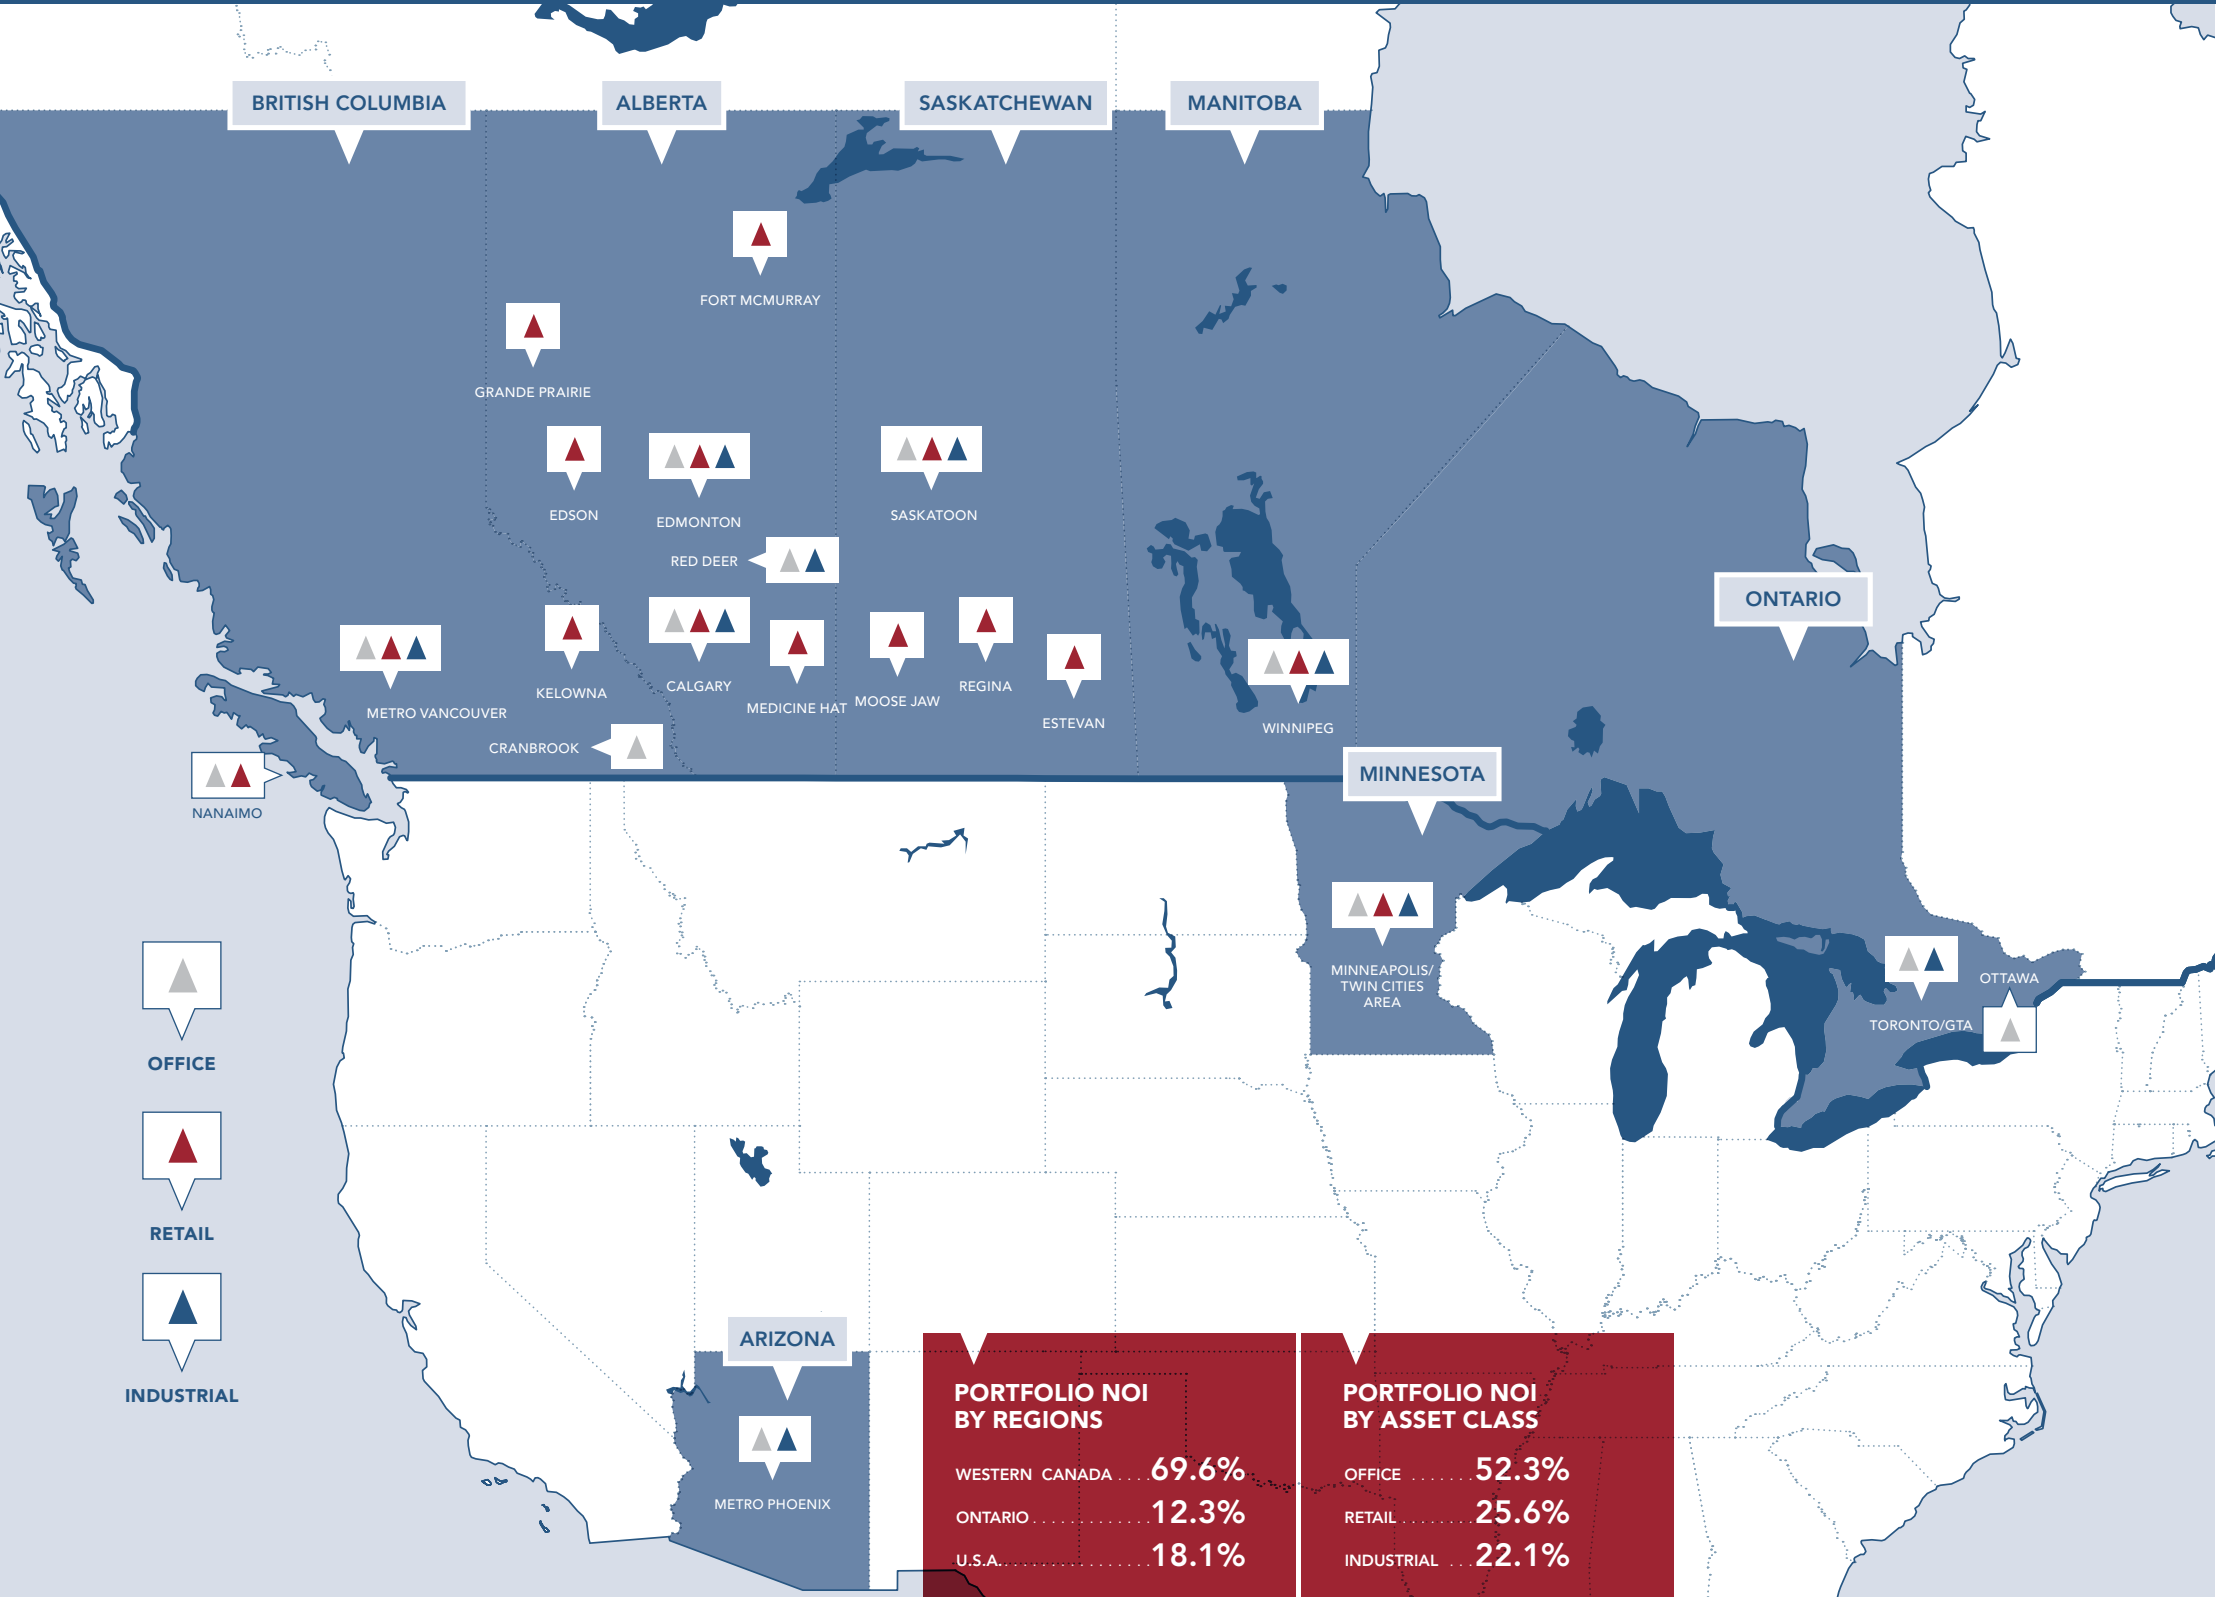 BRITISH COLUMBIA
ALBERTA
SASKATCHEWAN
MANITOBA
FORT MCMURRAY
GRANDE PRAIRIE
EDSON
EDMONTON
SASKATOON
RED DEER
ONTARIO
METRO VANCOUVER
KELOWNA
CALGARY
MEDICINE HAT
MOOSE JAW
REGINA
ESTEVAN
WINNIPEG
CRANBROOK
NANAIMO
MINNESOTA
MINNEAPOLIS/
TWIN CITIES
AREA
OTTAWA
TORONTO/GTA
OFFICE
RETAIL
INDUSTRIAL
ARIZONA
METRO PHOENIX
PORTFOLIO NOI
BY REGIONS
WESTERN CANADA .... 69.6%
ONTARIO ............. 12.3%
U.S.A. ................ 18.1%
PORTFOLIO NOI
BY ASSET CLASS
OFFICE ....... 52.3%
RETAIL ........ 25.6%
INDUSTRIAL ... 22.1%